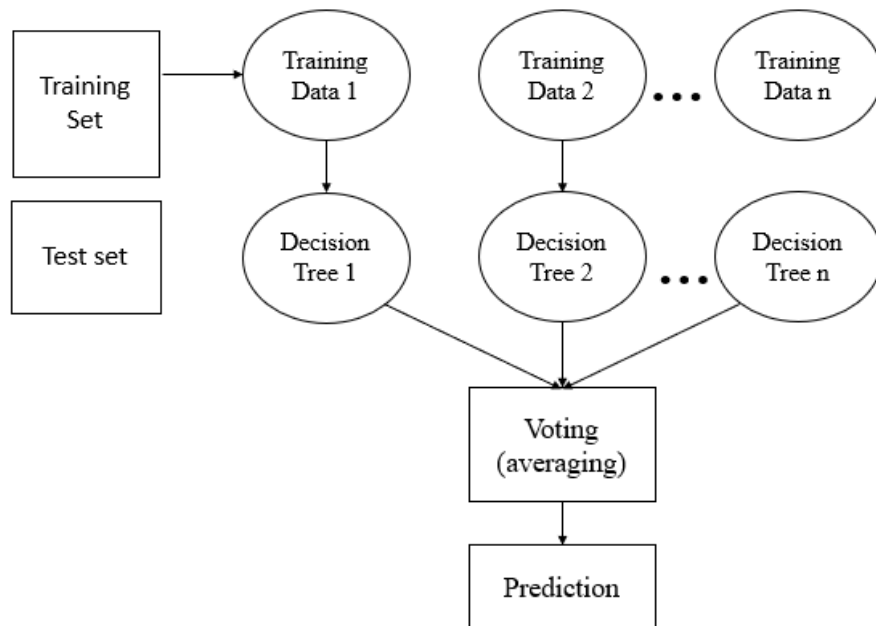 Training
Set
Training
Data 1
Training
Data 2
...
Training
Data n
Test set
Decision
Tree 1
Decision
Tree 2
...
Decision
Tree n
Voting
(averaging)
Prediction